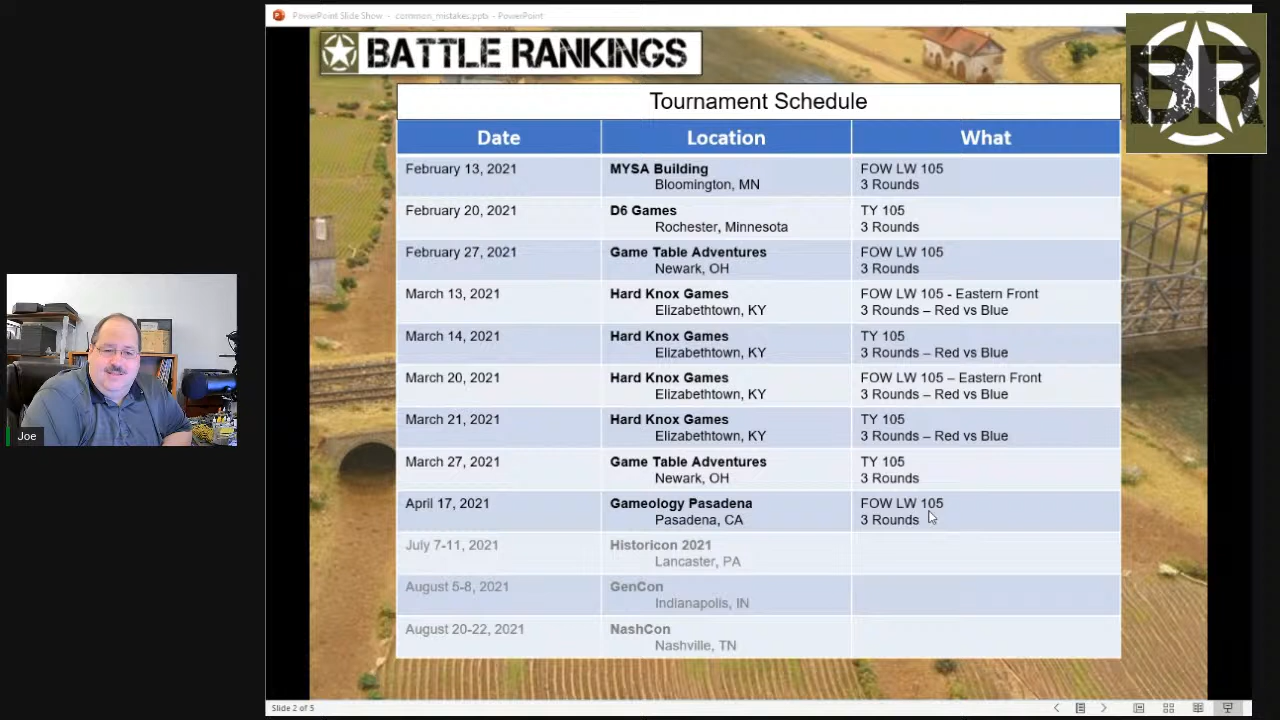 PowerPoint Slide Show - common_mistakes.pptx - PowerPoint
BATTLE RANKINGS
BR
Tournament Schedule
Date Location What
February 13, 2021 MYSA Building FOW LW 105
Bloomington, MN 3 Rounds
February 20, 2021 D6 Games TY 105
Rochester, Minnesota 3 Rounds
February 27, 2021 Game Table Adventures FOW LW 105
Newark, OH 3 Rounds
March 13, 2021 Hard Knox Games FOW LW 105 - Eastern Front
Elizabethtown, KY 3 Rounds – Red vs Blue
March 14, 2021 Hard Knox Games TY 105
Elizabethtown, KY 3 Rounds – Red vs Blue
March 20, 2021 Hard Knox Games FOW LW 105 – Eastern Front
Elizabethtown, KY 3 Rounds – Red vs Blue
March 21, 2021 Hard Knox Games TY 105
Elizabethtown, KY 3 Rounds – Red vs Blue
March 27, 2021 Game Table Adventures TY 105
Newark, OH 3 Rounds
April 17, 2021 Gameology Pasadena FOW LW 105
Pasadena, CA 3 Rounds
July 7-11, 2021 Historicon 2021
Lancaster, PA
August 5-8, 2021 GenCon
Indianapolis, IN
August 20-22, 2021 NashCon
Nashville, TN
Joe
Slide 2 of 5